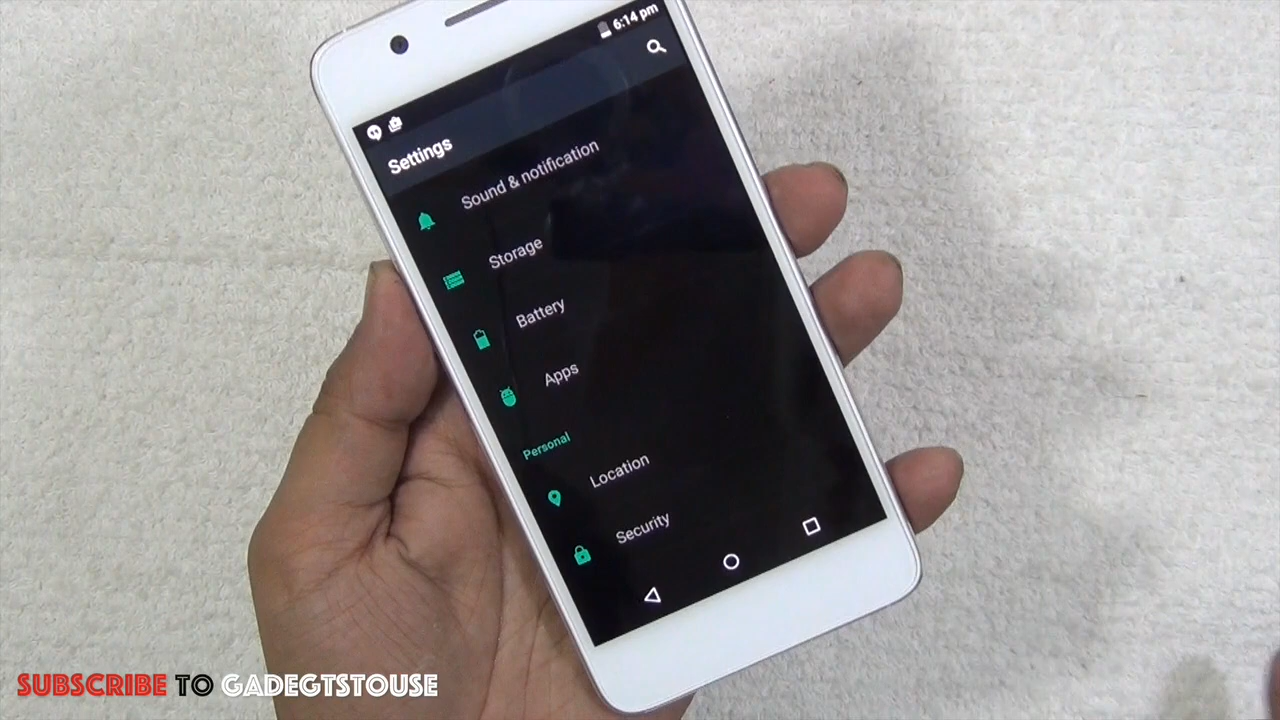 6:14 pm
Settings
Sound & notification
Storage
Battery
Apps
Personal
Location
Security
SUBSCRIBE TO GADEGTSTOUSE